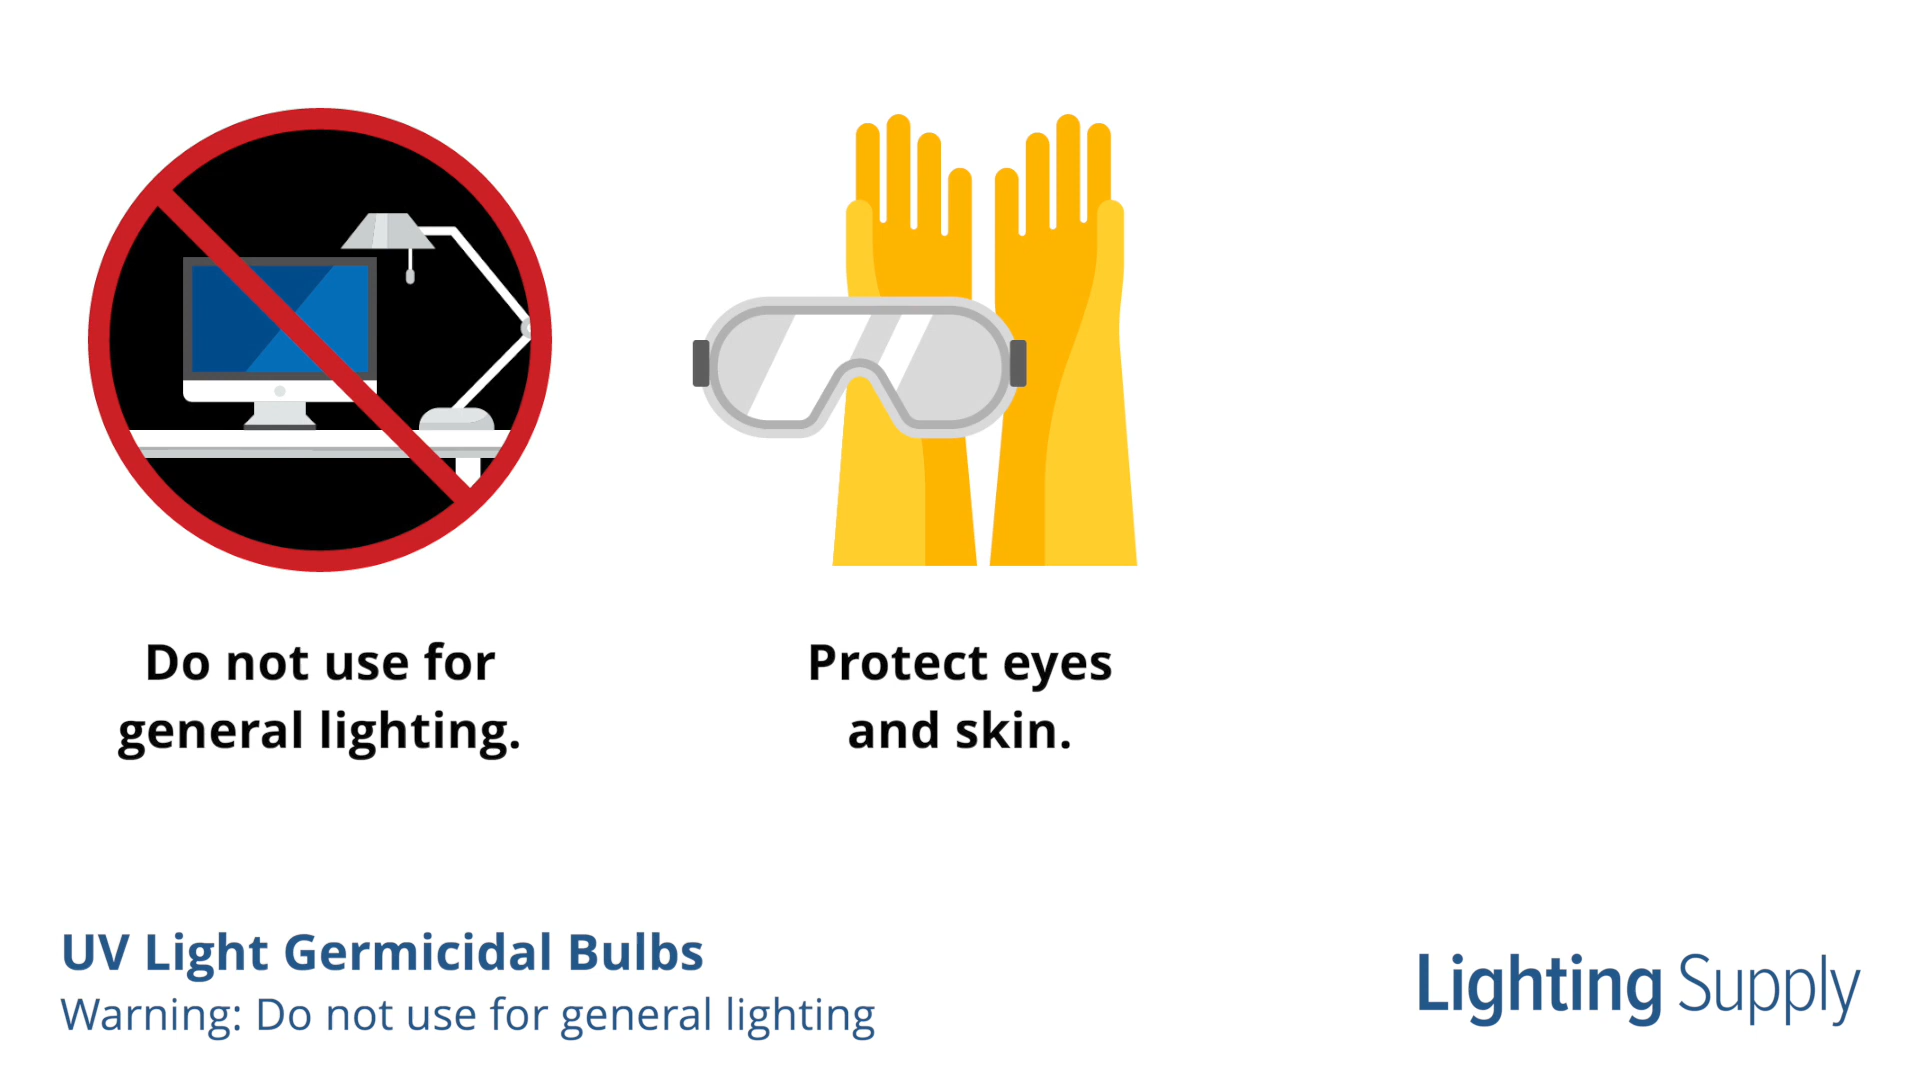 Do not use for
general lighting.
Protect eyes
and skin.
UV Light Germicidal Bulbs
Warning: Do not use for general lighting
Lighting Supply